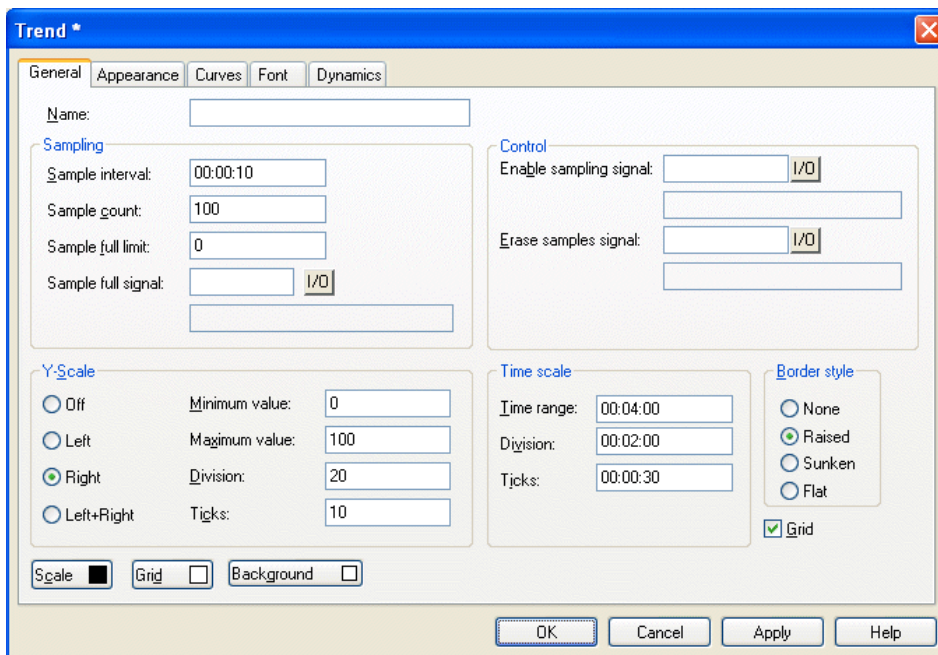 Trend *
General Appearance Curves Font Dynamics
Name:
Sampling
Sample interval: 00:00:10
Sample count: 100
Sample full limit: 0
Sample full signal: I/O
Control
Enable sampling signal: I/O
Erase samples signal: I/O
Y-Scale
Off Minimum value: 0
Left Maximum value: 100
Right Division: 20
Left+Right Ticks: 10
Time scale
Time range: 00:04:00
Division: 00:02:00
Ticks: 00:00:30
Border style
None
Raised
Sunken
Flat
Grid
Scale Grid Background
OK Cancel Apply Help